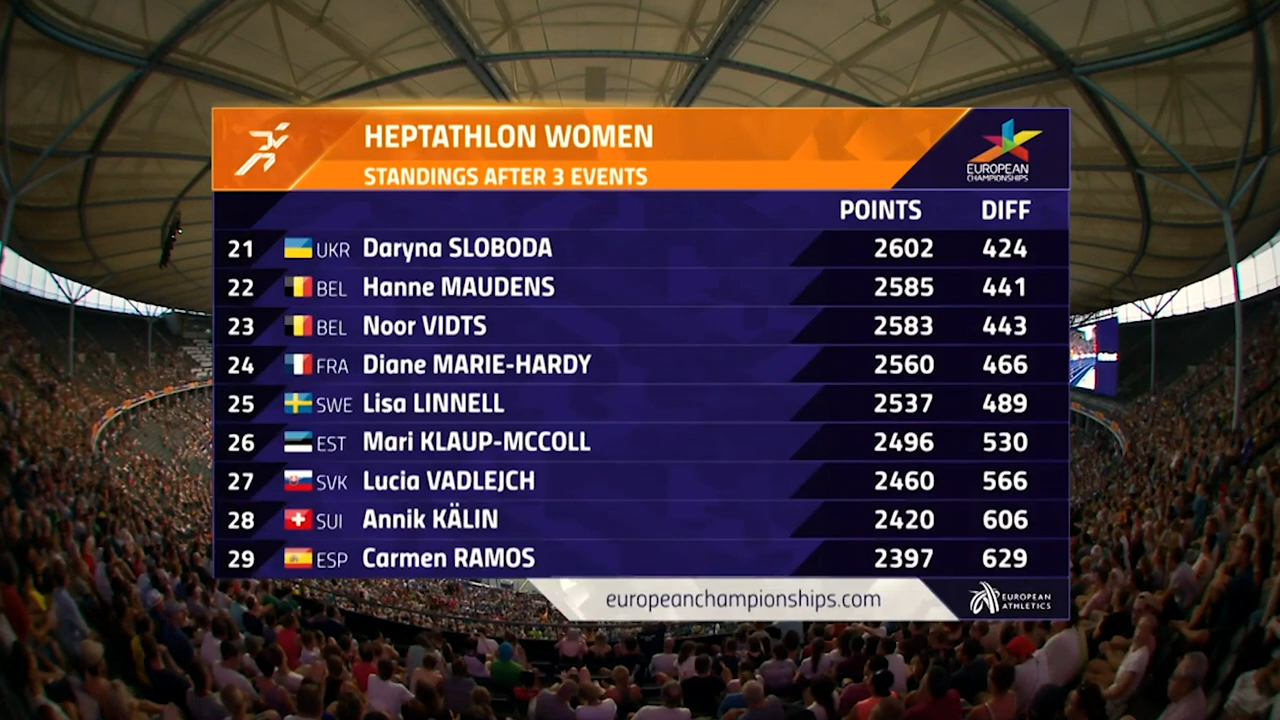 HEPTATHLON WOMEN
STANDINGS AFTER 3 EVENTS
EUROPEAN
CHAMPIONSHIPS
POINTS DIFF
21 UKR Daryna SLOBODA 2602 424
22 BEL Hanne MAUDENS 2585 441
23 BEL Noor VIDTS 2583 443
24 FRA Diane MARIE-HARDY 2560 466
25 SWE Lisa LINNELL 2537 489
26 EST Mari KLAUP-MCCOLL 2496 530
27 SVK Lucia VADLEJCH 2460 566
28 SUI Annik KÄLIN 2420 606
29 ESP Carmen RAMOS 2397 629
europeanchampionships.com
EUROPEAN
ATHLETICS